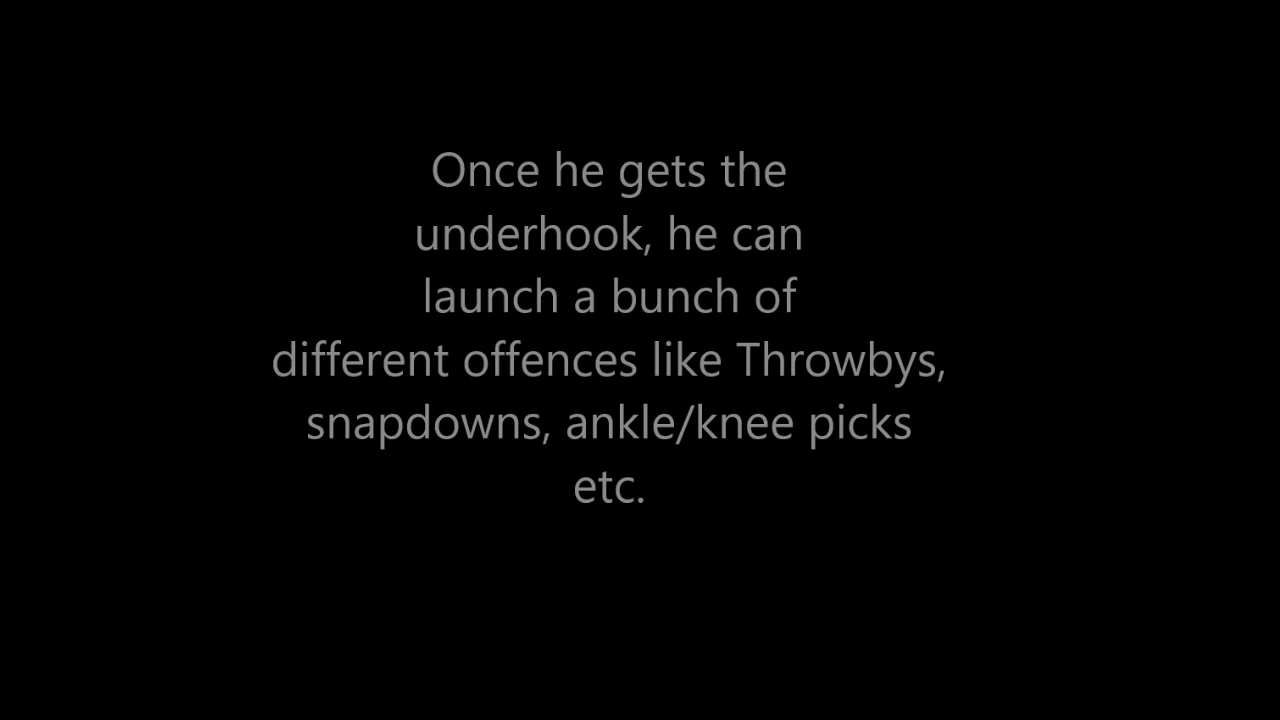 Once he gets the
underhook, he can
launch a bunch of
different offences like Throwbys,
snapdowns, ankle/knee picks
etc.